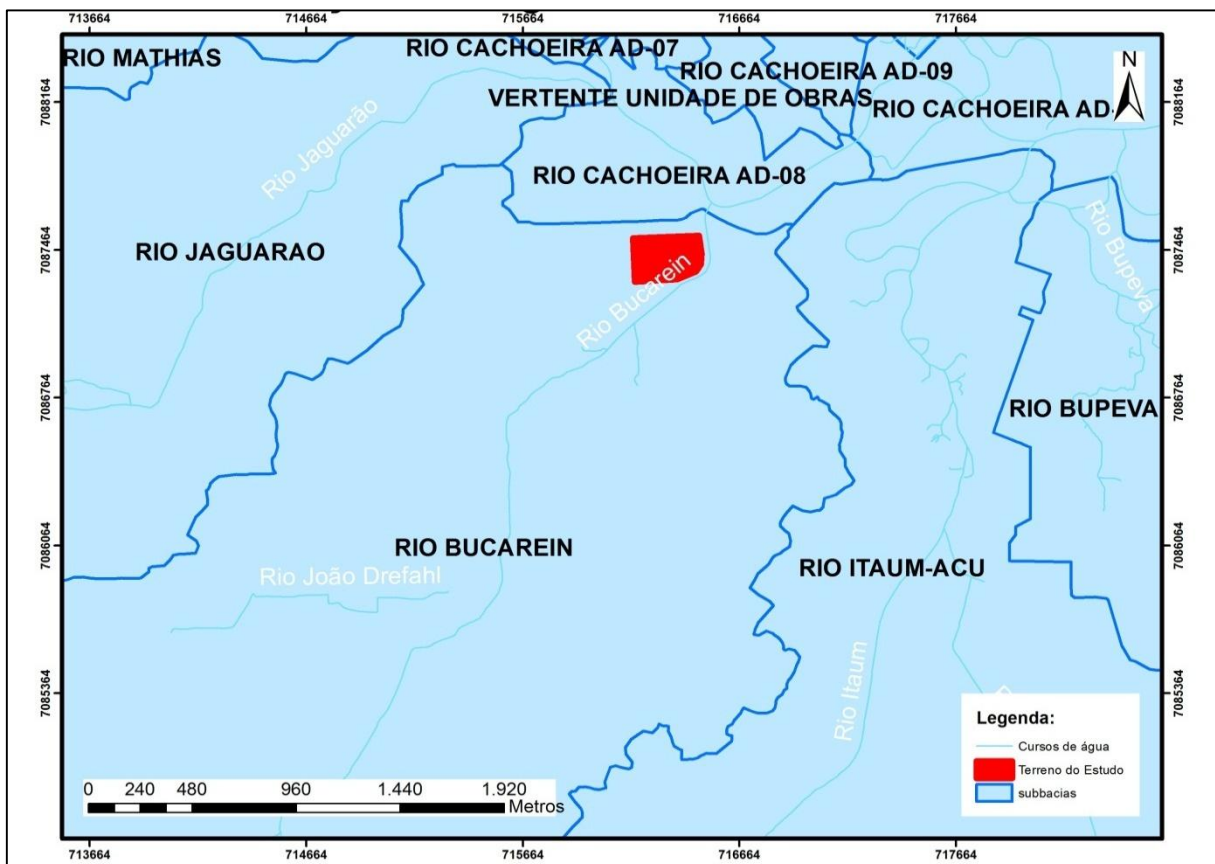 713664 714664 715664 716664 717664
RIO MATHIAS
RIO CACHOEIRA AD-07
RIO CACHOEIRA AD-09
VERTENTE UNIDADE DE OBRAS
RIO CACHOEIRA AD-
N
7088164
7088164
Rio Jaguarão
RIO CACHOEIRA AD-08
RIO JAGUARAO
7087464
7087464
Rio Bupeva
Rio Bucarein
7086764
7086764
RIO BUPEVA
7086064
7086064
RIO BUCAREIN
Rio João Drefahl
RIO ITAUM-ACU
Rio Itaum
7085364
7085364
Legenda:
Cursos de água
Terreno do Estudo
subbacias
0 240 480 960 1.440 1.920
Metros
713664 714664 715664 716664 717664